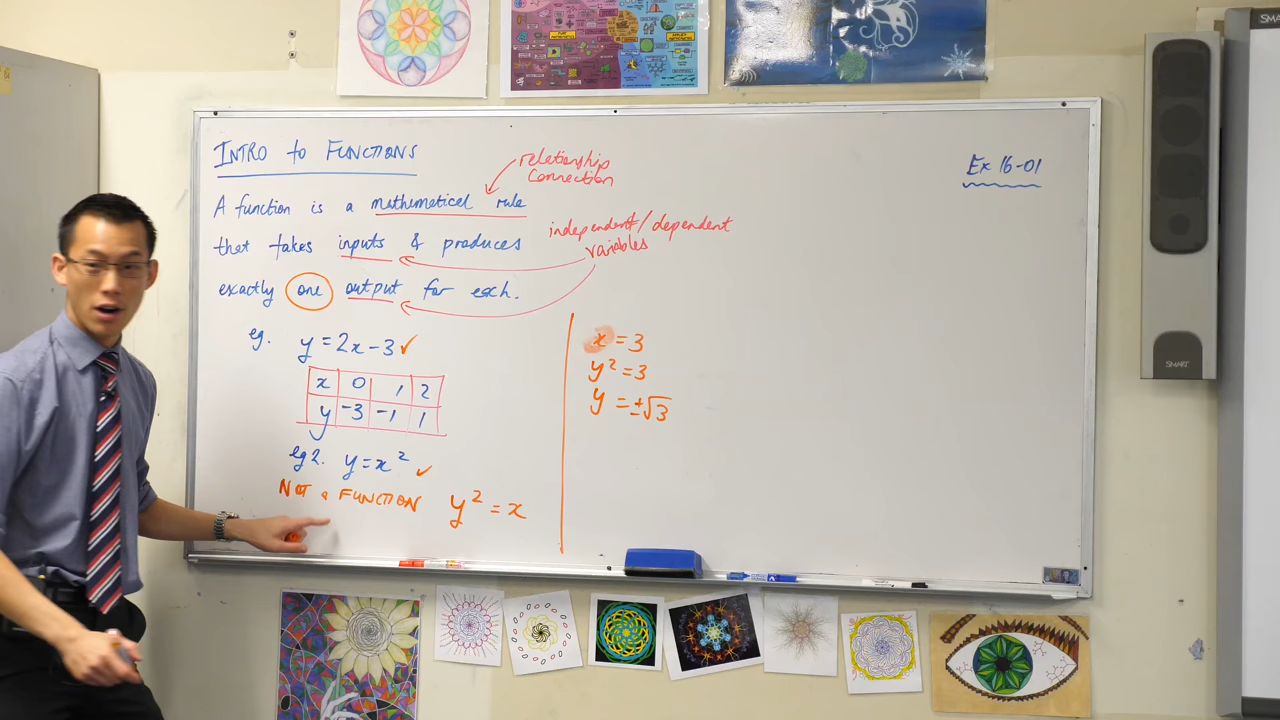 INTRO to FUNCTIONS
A function is a mathematical rule
that takes inputs & produces
exactly one output for each.
relationship
connection
independent/dependent
variables
eg. y = 2x - 3 ✓
x 0 1 2
y -3 -1 1
eg 2. y = x² ✓
NOT a FUNCTION y² = x
x = 3
y² = 3
y = ±√3
Ex 16-01
SMART
SMART